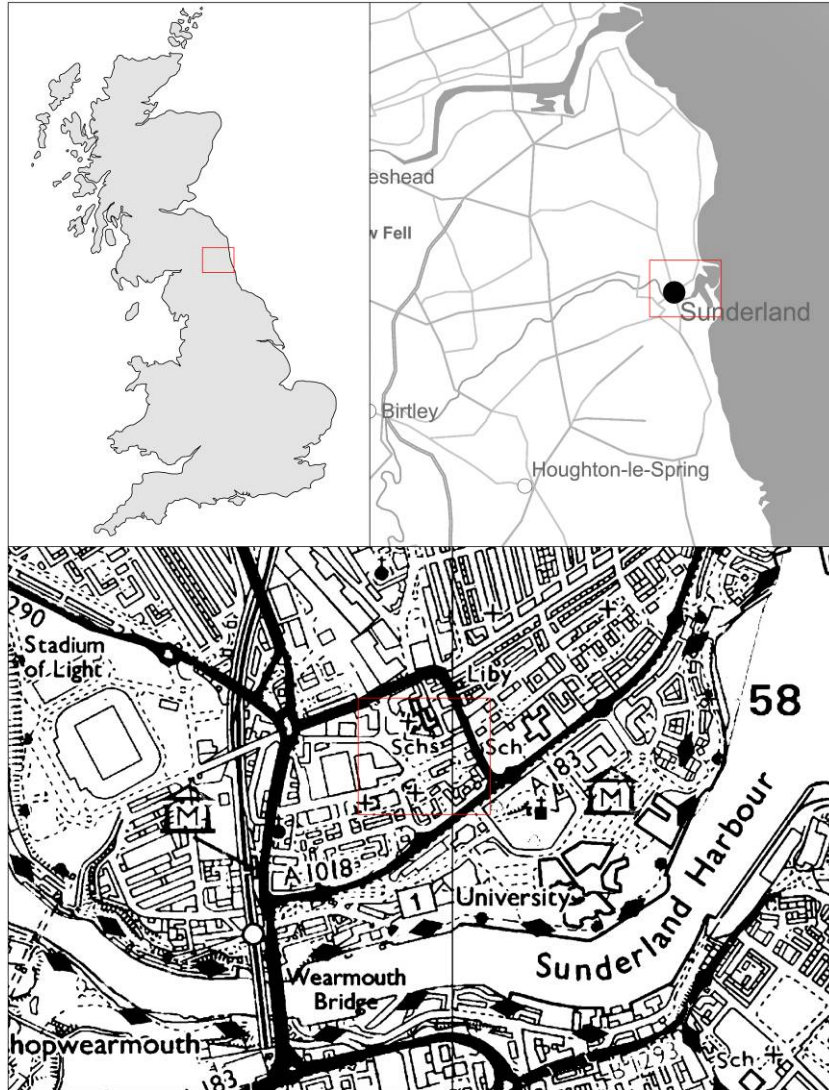 eshead
w Fell
Sunderland
Birtley
Houghton-le-Spring
290
Stadium
of Light
Liby
58
Schs
Sch
A 183
M
M
A 1018
1
University
Sunderland Harbour
Wearmouth
Bridge
hopwearmouth
183
B 1293
Sch